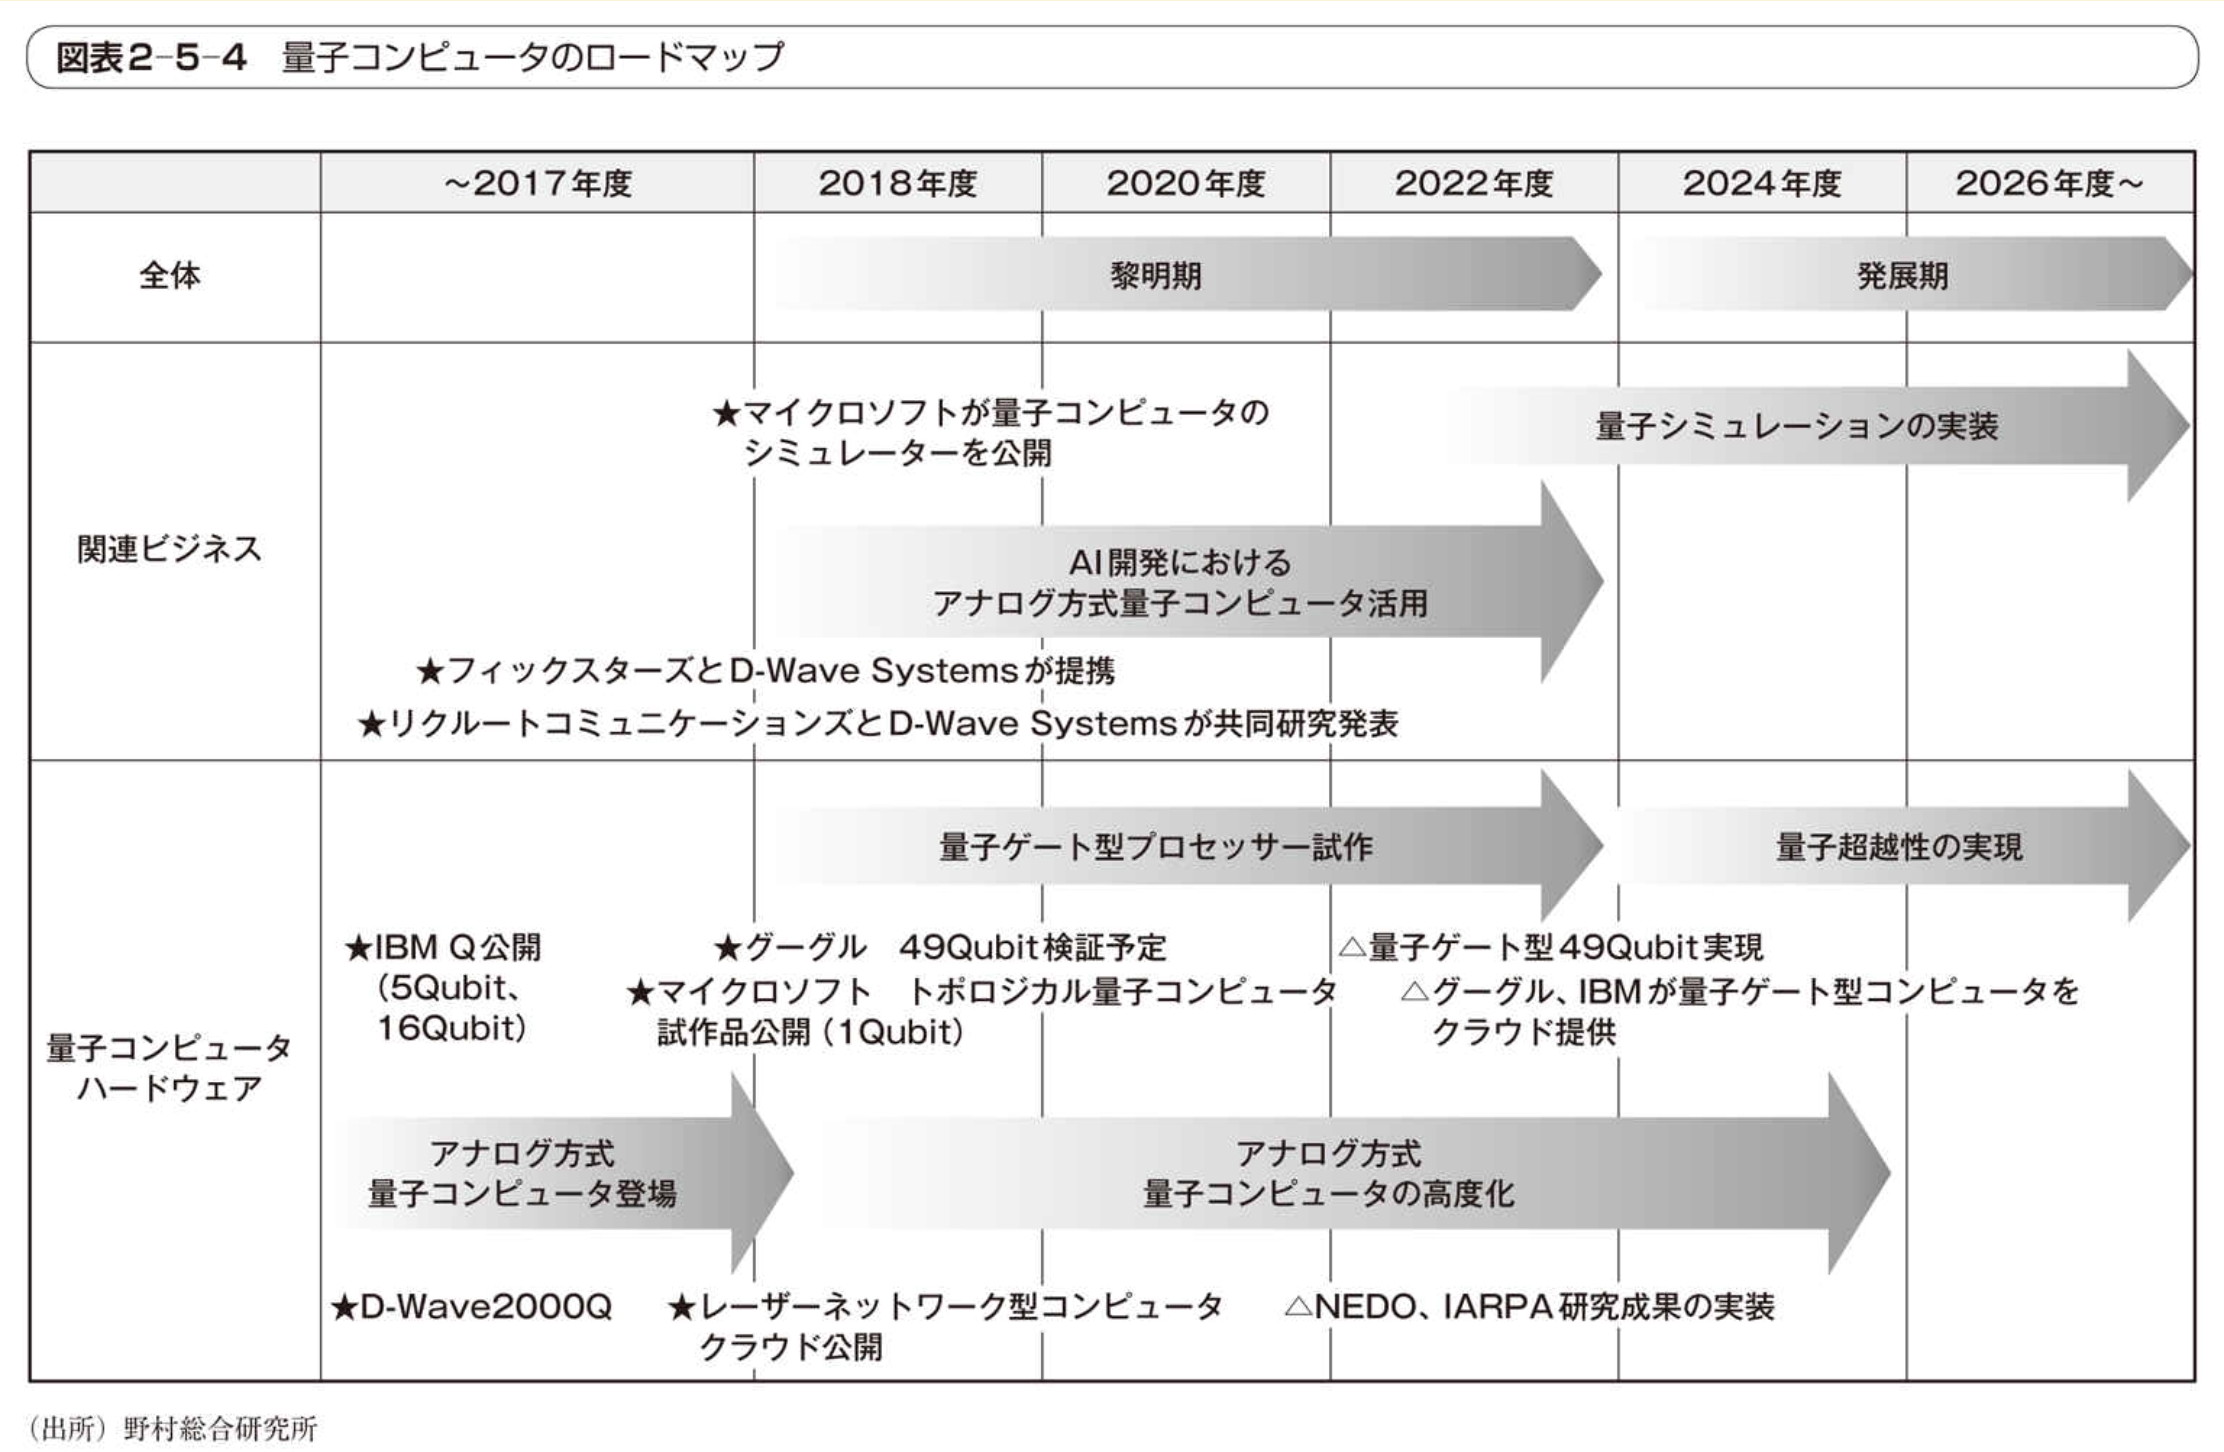 図表2-5-4　量子コンピュータのロードマップ
～2017年度
2018年度
2020年度
2022年度
2024年度
2026年度～
全体
黎明期
発展期
関連ビジネス
★マイクロソフトが量子コンピュータの
シミュレーターを公開
量子シミュレーションの実装
AI開発における
アナログ方式量子コンピュータ活用
★フィックスターズとD-Wave Systemsが提携
★リクルートコミュニケーションズとD-Wave Systemsが共同研究発表
量子コンピュータ
ハードウェア
量子ゲート型プロセッサー試作
量子超越性の実現
★IBM Q公開
（5Qubit、
16Qubit）
★グーグル　49Qubit検証予定
★マイクロソフト　トポロジカル量子コンピュータ
試作品公開（1Qubit）
△量子ゲート型49Qubit実現
△グーグル、IBMが量子ゲート型コンピュータを
クラウド提供
アナログ方式
量子コンピュータ登場
アナログ方式
量子コンピュータの高度化
★D-Wave2000Q
★レーザーネットワーク型コンピュータ
クラウド公開
△NEDO、IARPA研究成果の実装
（出所）野村総合研究所